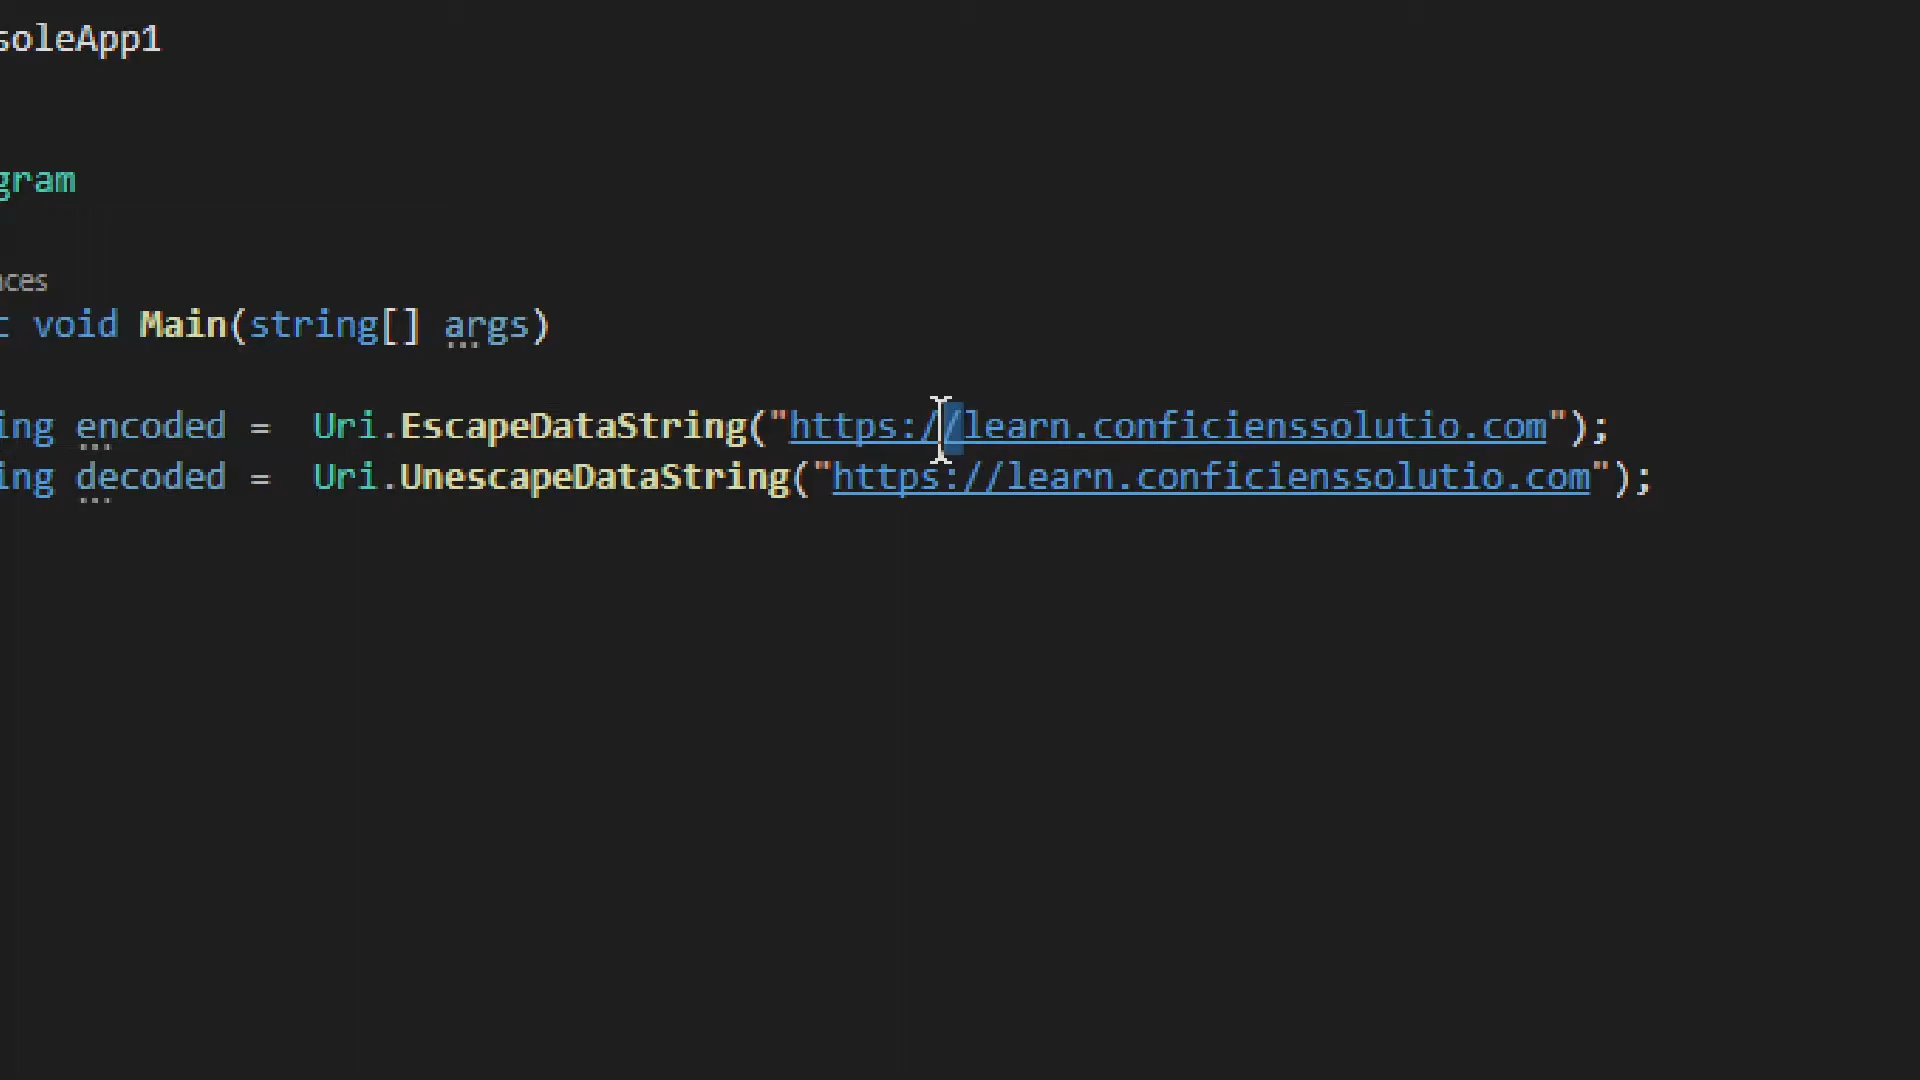 soleApp1
gram
nces
t void Main(string[] args)
ing encoded =  Uri.EscapeDataString("https://learn.conficienssolutio.com");
ing decoded =  Uri.UnescapeDataString("https://learn.conficienssolutio.com");